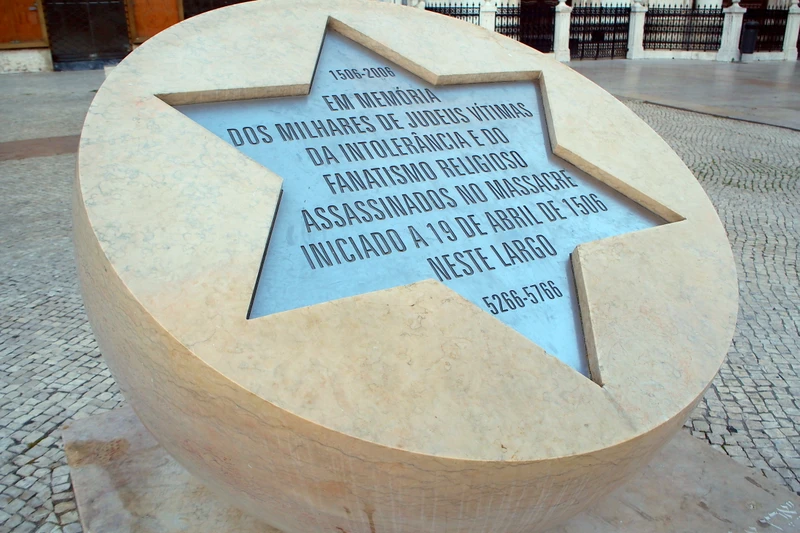 1506-2006
EM MEMÓRIA
DOS MILHARES DE JUDEUS VÍTIMAS
DA INTOLERÂNCIA E DO
FANATISMO RELIGIOSO
ASSASSINADOS NO MASSACRE
INICIADO A 19 DE ABRIL DE 1506
NESTE LARGO
5266-5766